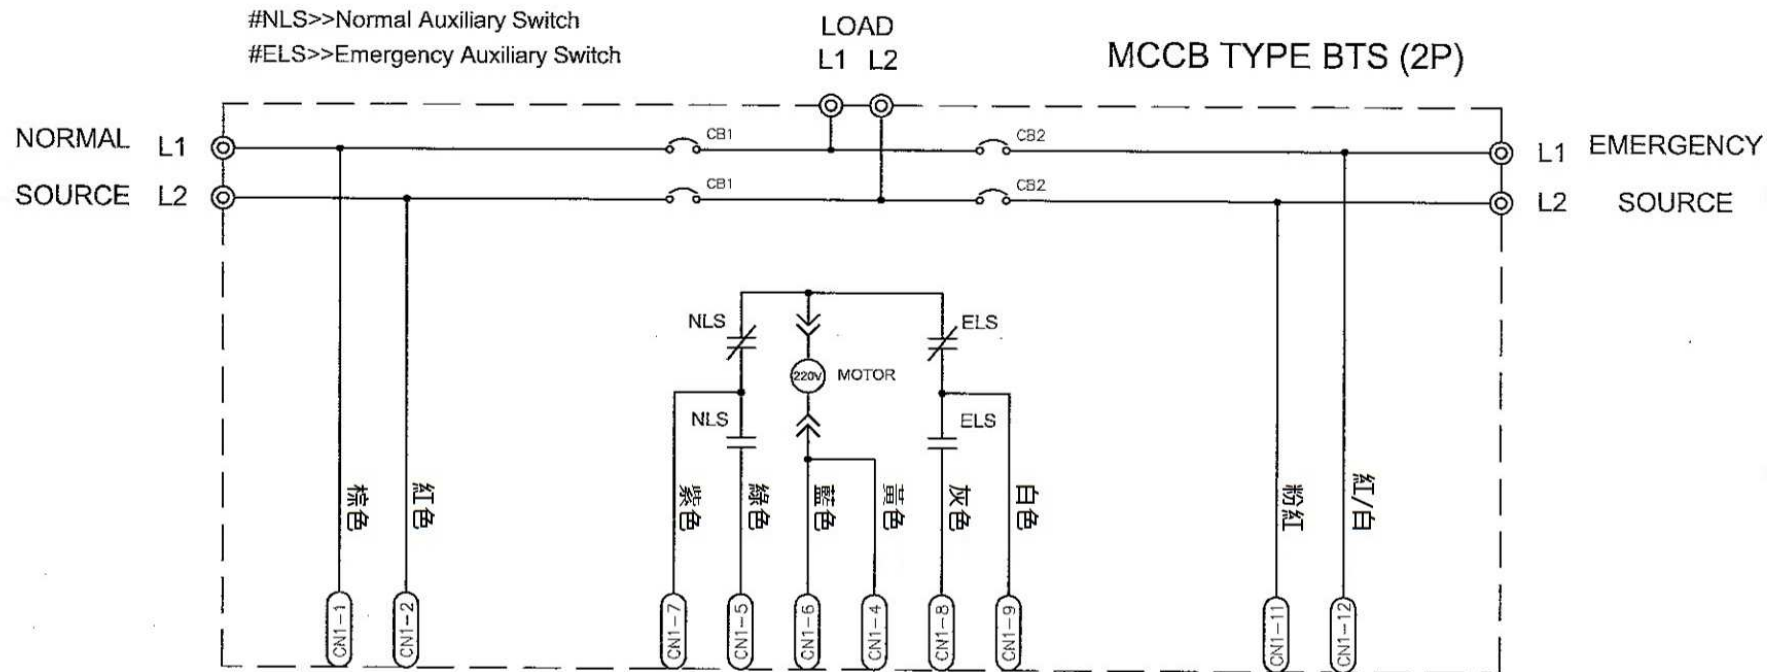 #NLS>>Normal Auxiliary Switch
#ELS>>Emergency Auxiliary Switch
LOAD
L1 L2
MCCB TYPE BTS (2P)
NORMAL L1
SOURCE L2
CB1
CB2
L1 EMERGENCY
CB1
CB2
L2 SOURCE
NLS
ELS
220V
MOTOR
NLS
ELS
棕色
紅色
紫色
綠色
藍色
黃色
灰色
白色
粉紅
紅/白
CN1-1
CN1-2
CN1-7
CN1-5
CN1-6
CN1-4
CN1-8
CN1-9
CN1-11
CN1-12